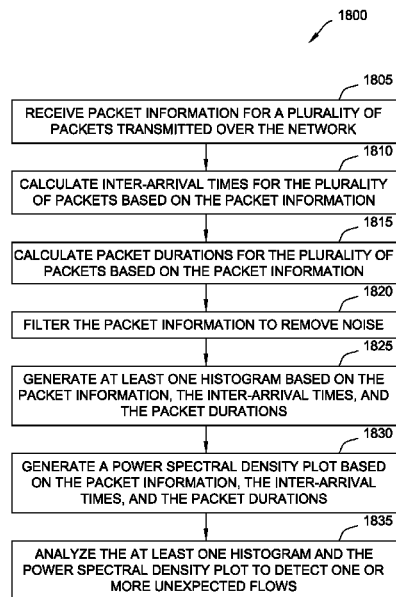 1800
1805
RECEIVE PACKET INFORMATION FOR A PLURALITY OF
PACKETS TRANSMITTED OVER THE NETWORK
1810
CALCULATE INTER-ARRIVAL TIMES FOR THE PLURALITY
OF PACKETS BASED ON THE PACKET INFORMATION
1815
CALCULATE PACKET DURATIONS FOR THE PLURALITY OF
PACKETS BASED ON THE PACKET INFORMATION
1820
FILTER THE PACKET INFORMATION TO REMOVE NOISE
1825
GENERATE AT LEAST ONE HISTOGRAM BASED ON THE
PACKET INFORMATION, THE INTER-ARRIVAL TIMES, AND
THE PACKET DURATIONS
1830
GENERATE A POWER SPECTRAL DENSITY PLOT BASED
ON THE PACKET INFORMATION, THE INTER-ARRIVAL
TIMES, AND THE PACKET DURATIONS
1835
ANALYZE THE AT LEAST ONE HISTOGRAM AND THE
POWER SPECTRAL DENSITY PLOT TO DETECT ONE OR
MORE UNEXPECTED FLOWS